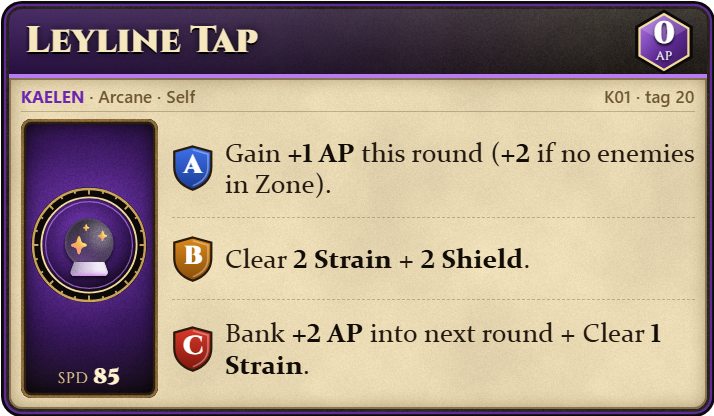 LEYLINE TAP
0
AP
KAELEN · Arcane · Self
K01 · tag 20
A
Gain +1 AP this round (+2 if no enemies
in Zone).
B
Clear 2 Strain + 2 Shield.
C
Bank +2 AP into next round + Clear 1
Strain.
SPD 85